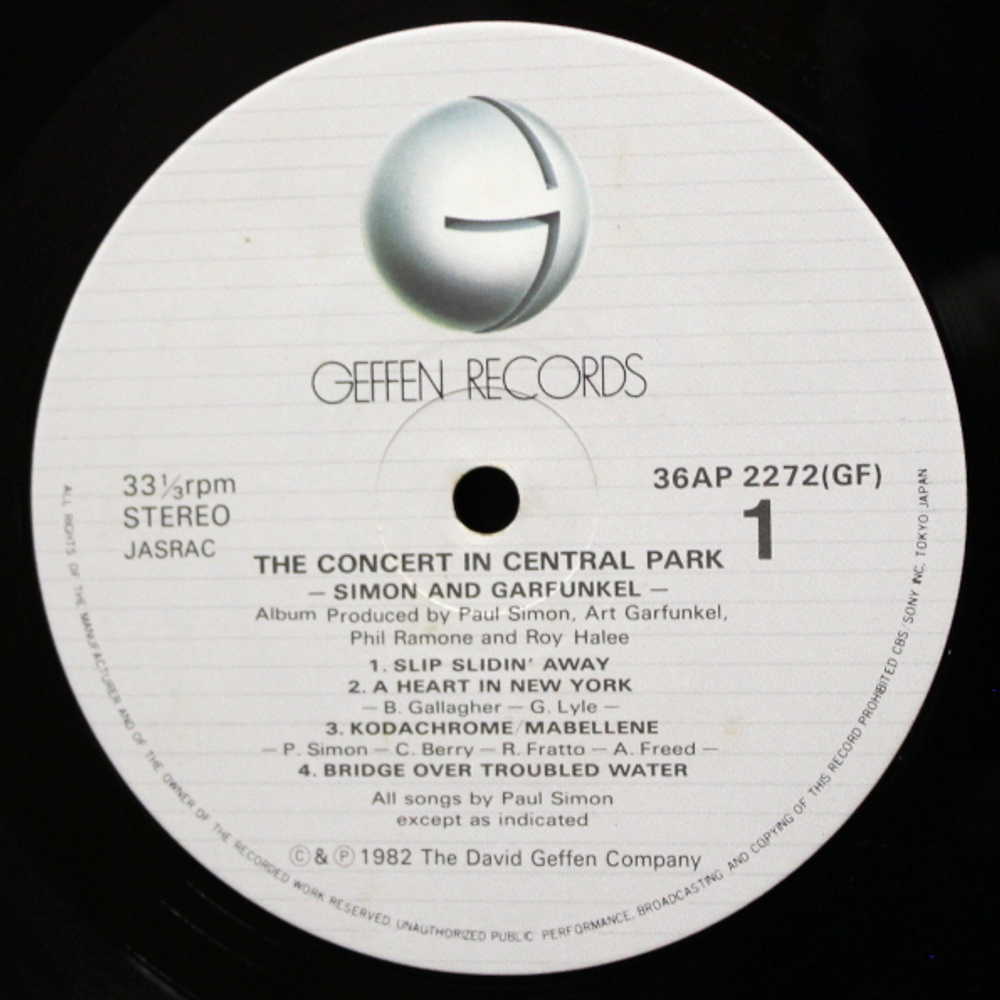 GEFFEN RECORDS
33⅓rpm
STEREO
JASRAC
36AP 2272(GF)
1
THE CONCERT IN CENTRAL PARK
— SIMON AND GARFUNKEL —
Album Produced by Paul Simon, Art Garfunkel,
Phil Ramone and Roy Halee
1. SLIP SLIDIN' AWAY
2. A HEART IN NEW YORK
— B. Gallagher — G. Lyle —
3. KODACHROME/MABELLENE
— P. Simon — C. Berry — R. Fratto — A. Freed —
4. BRIDGE OVER TROUBLED WATER
All songs by Paul Simon
except as indicated
© & ℗ 1982 The David Geffen Company
ALL RIGHTS OF THE MANUFACTURER AND OF THE OWNER OF THE RECORDED WORK RESERVED. UNAUTHORIZED PUBLIC PERFORMANCE, BROADCASTING AND COPYING OF THIS RECORD PROHIBITED CBS/SONY INC. TOKYO JAPAN